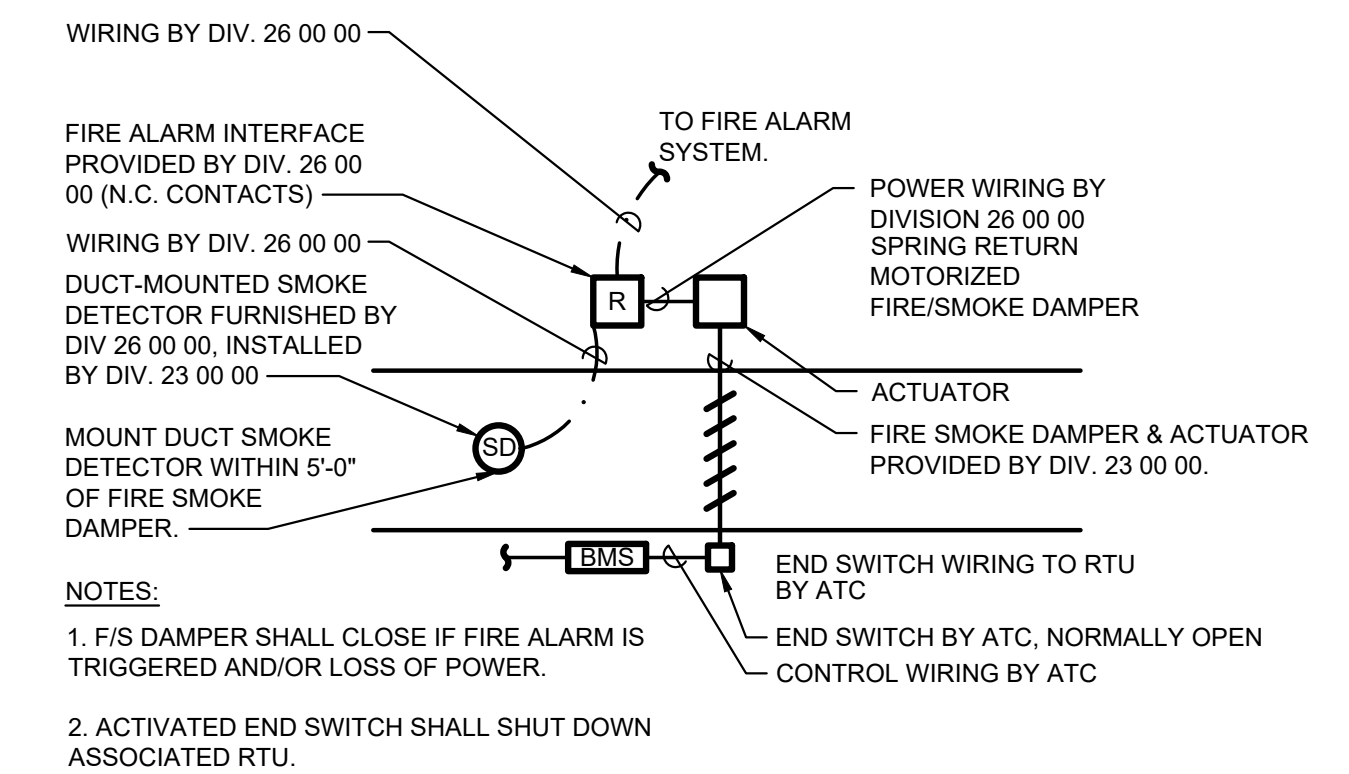 WIRING BY DIV. 26 00 00
FIRE ALARM INTERFACE
PROVIDED BY DIV. 26 00
00 (N.C. CONTACTS)
WIRING BY DIV. 26 00 00
DUCT-MOUNTED SMOKE
DETECTOR FURNISHED BY
DIV 26 00 00, INSTALLED
BY DIV. 23 00 00
MOUNT DUCT SMOKE
DETECTOR WITHIN 5'-0"
OF FIRE SMOKE
DAMPER.
TO FIRE ALARM
SYSTEM.
R
SD
BMS
POWER WIRING BY
DIVISION 26 00 00
SPRING RETURN
MOTORIZED
FIRE/SMOKE DAMPER
ACTUATOR
FIRE SMOKE DAMPER & ACTUATOR
PROVIDED BY DIV. 23 00 00.
END SWITCH WIRING TO RTU
BY ATC
END SWITCH BY ATC, NORMALLY OPEN
CONTROL WIRING BY ATC
NOTES:
1. F/S DAMPER SHALL CLOSE IF FIRE ALARM IS
TRIGGERED AND/OR LOSS OF POWER.
2. ACTIVATED END SWITCH SHALL SHUT DOWN
ASSOCIATED RTU.